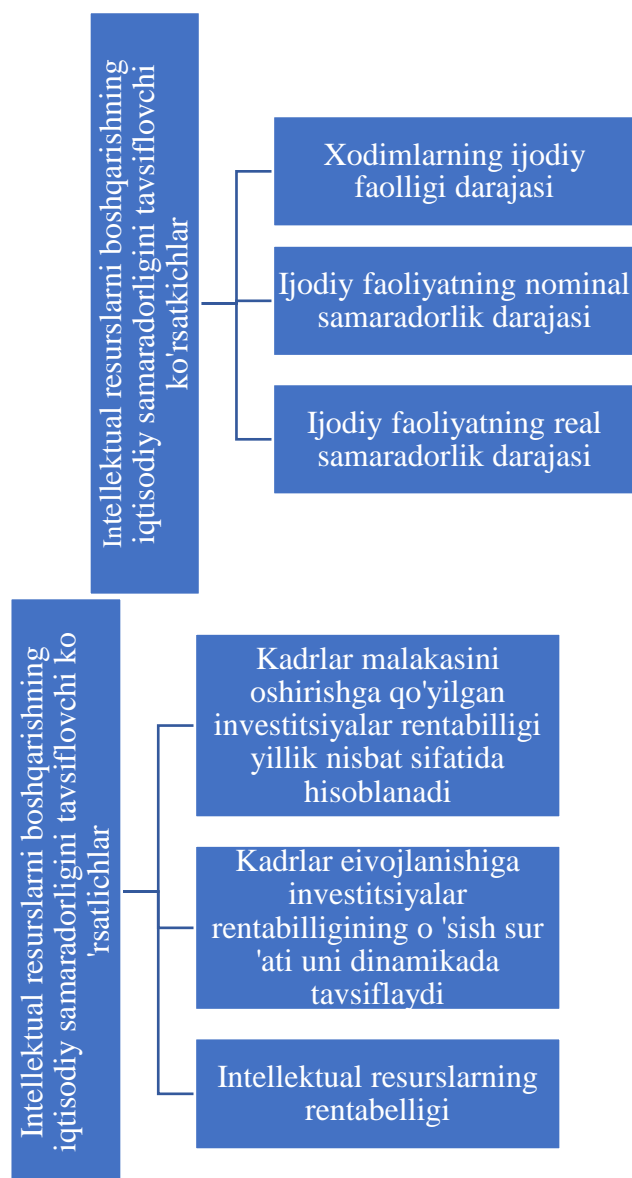 Intellektual resurslarni boshqarishning
iqtisodiy samaradorligini tavsiflovchi
ko'rsatkichlar
Xodimlarning ijodiy
faolligi darajasi
Ijodiy faoliyatning nominal
samaradorlik darajasi
Ijodiy faoliyatning real
samaradorlik darajasi
Intellektual resurslarni boshqarishning
iqtisodiy samaradorligini tavsiflovchi ko
'rsatlichlar
Kadrlar malakasini
oshirishga qo'yilgan
investitsiyalar rentabilligi
yillik nisbat sifatida
hisoblanadi
Kadrlar eivojlanishiga
investitsiyalar
rentabilligining o 'sish sur
'ati uni dinamikada
tavsiflaydi
Intellektual resurslarning
rentabelligi